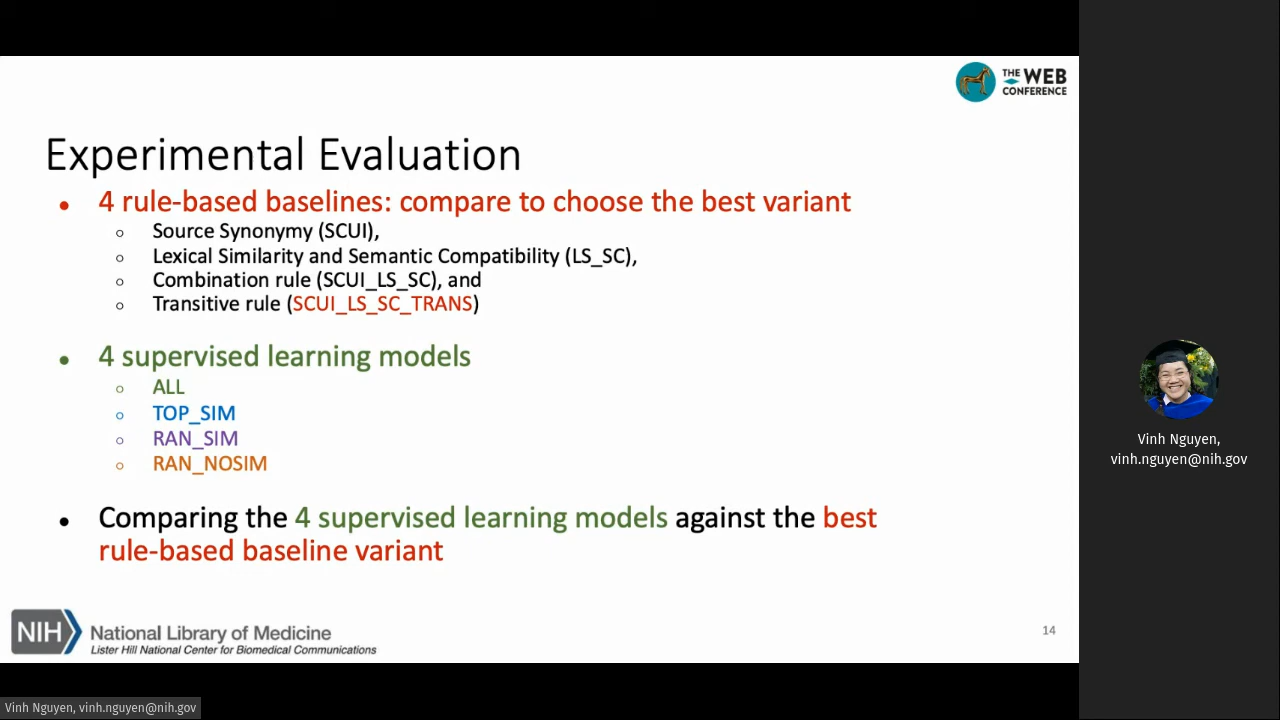 THE WEB
CONFERENCE
Experimental Evaluation
● 4 rule-based baselines: compare to choose the best variant
○ Source Synonymy (SCUI),
○ Lexical Similarity and Semantic Compatibility (LS_SC),
○ Combination rule (SCUI_LS_SC), and
○ Transitive rule (SCUI_LS_SC_TRANS)
● 4 supervised learning models
○ ALL
○ TOP_SIM
○ RAN_SIM
○ RAN_NOSIM
● Comparing the 4 supervised learning models against the best
rule-based baseline variant
NIH National Library of Medicine
Lister Hill National Center for Biomedical Communications
14
Vinh Nguyen,
vinh.nguyen@nih.gov
Vinh Nguyen, vinh.nguyen@nih.gov